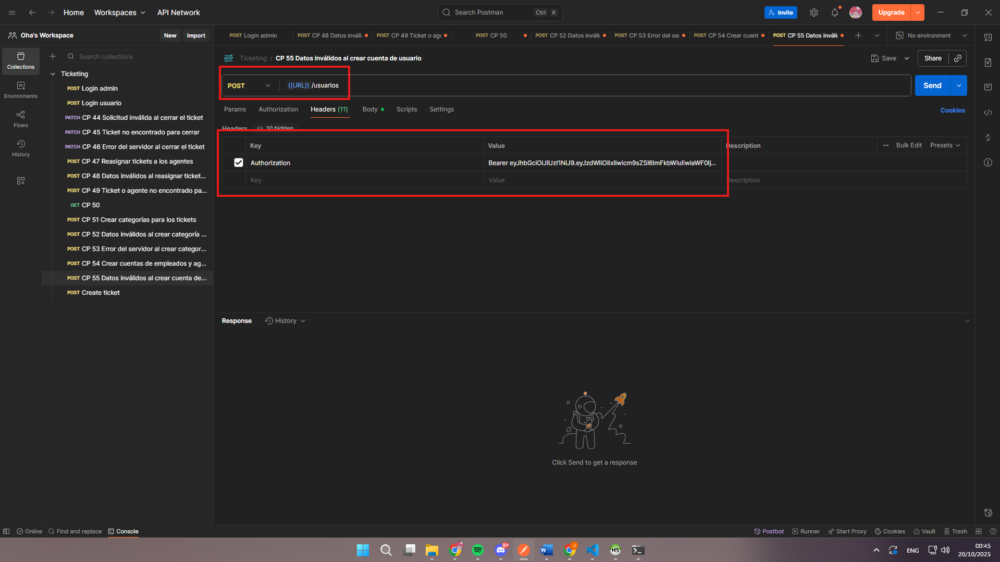 Home Workspaces API Network Search Postman Ctrl K Invite Upgrade
Oha's Workspace New Import POST Login admin POST CP 48 Datos inváli POST CP 49 Ticket o age POST CP 50 POST CP 52 Datos inváli POST CP 53 Error del se POST CP 54 Crear cuent POST CP 55 Datos inváli No environment
Collections
Environments
Flows
History
Search collections
Ticketing
POST Login admin
POST Login usuario
PATCH CP 44 Solicitud inválida al cerrar el ticket
PATCH CP 45 Ticket no encontrado para cerrar
PATCH CP 46 Error del servidor al cerrar el ticket
POST CP 47 Reasignar tickets a los agentes
POST CP 48 Datos inválidos al reasignar ticket...
POST CP 49 Ticket o agente no encontrado pa...
GET CP 50
POST CP 51 Crear categorías para los tickets
POST CP 52 Datos inválidos al crear categoría ...
POST CP 53 Error del servidor al crear categor...
POST CP 54 Crear cuentas de empleados y ag...
POST CP 55 Datos inválidos al crear cuenta de...
POST Create ticket
HTTP Ticketing / CP 55 Datos inválidos al crear cuenta de usuario Save Share
POST {{URL}} /usuarios Send
Params Authorization Headers (11) Body Scripts Settings Cookies
Headers 10 hidden
Key Value Description Bulk Edit Presets
Authorization Bearer eyJhbGciOiJIUzI1NiJ9.eyJzdWIiOiIxIiwicm9sZSI6ImFkbWluIiwiaWF0Ij...
Key Value Description
Response History
Click Send to get a response
Online Find and replace Console Postbot Runner Start Proxy Cookies Vault Trash
9+ J W HS ENG 00:45
20/10/2025